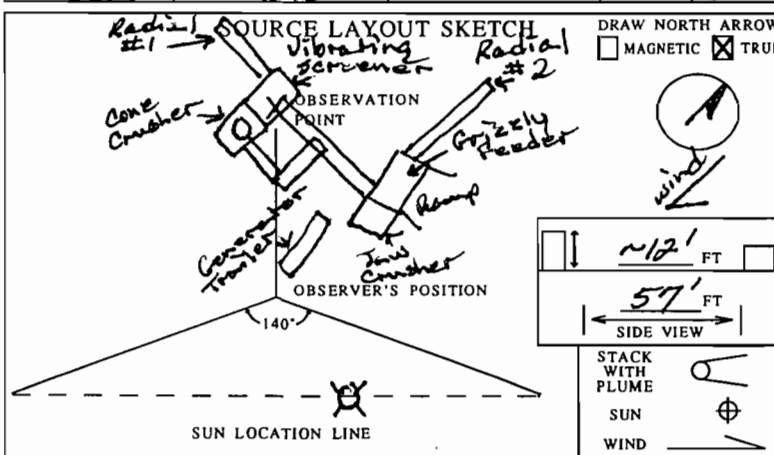 SOURCE LAYOUT SKETCH
DRAW NORTH ARROW
MAGNETIC
TRU
Radial
#1
Vibrating
Screener
Radial
#2
Cone
Crusher
OBSERVATION
POINT
Grizzly
Feeder
Wind
Ramp
Generator
Trailer
Jaw
Crusher
OBSERVER'S POSITION
140°
~12' FT
57' FT
SIDE VIEW
STACK
WITH
PLUME
SUN
WIND
SUN LOCATION LINE